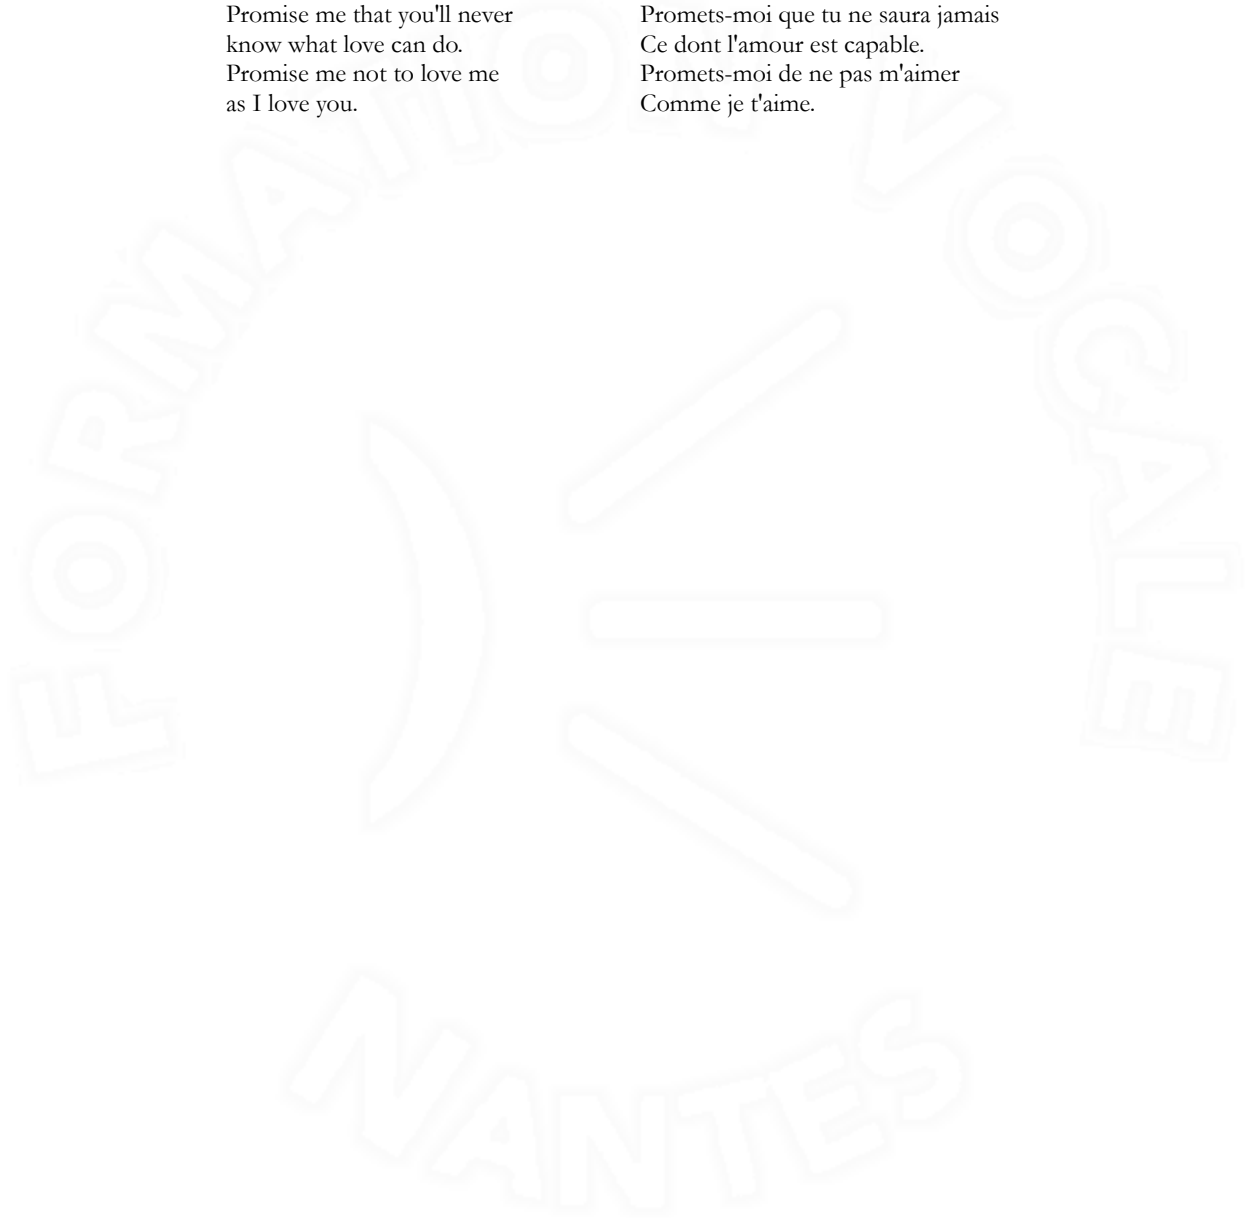 Promise me that you'll never
know what love can do.
Promise me not to love me
as I love you.
Promets-moi que tu ne saura jamais
Ce dont l'amour est capable.
Promets-moi de ne pas m'aimer
Comme je t'aime.
FORMATION VOCALE
NANTES